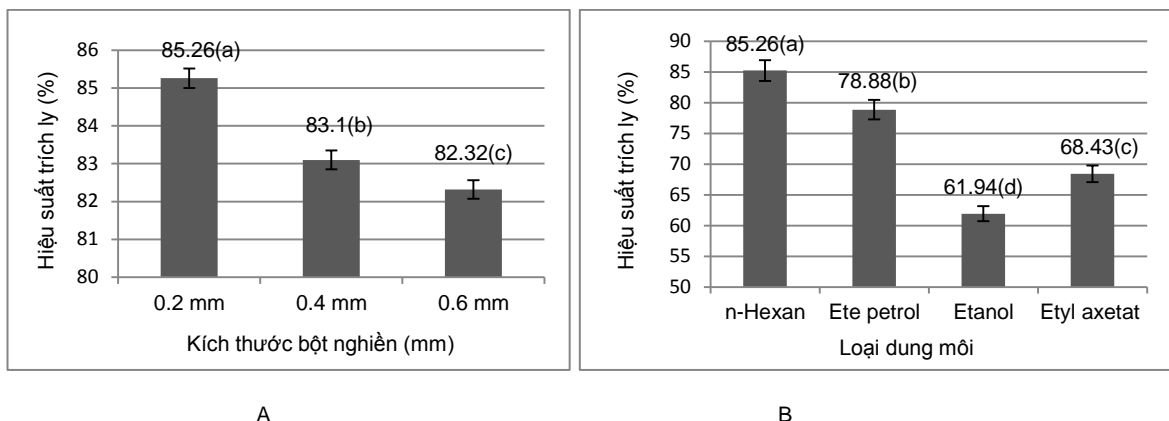 86
85
84
83
82
81
80
85.26(a)
83.1(b)
82.32(c)
0.2 mm
0.4 mm
0.6 mm
Hiệu suất trích ly (%)
Kích thước bột nghiền (mm)
A
90
85
80
75
70
65
60
55
50
85.26(a)
78.88(b)
61.94(d)
68.43(c)
n-Hexan
Ete petrol
Etanol
Etyl axetat
Hiệu suất trích ly (%)
Loại dung môi
B